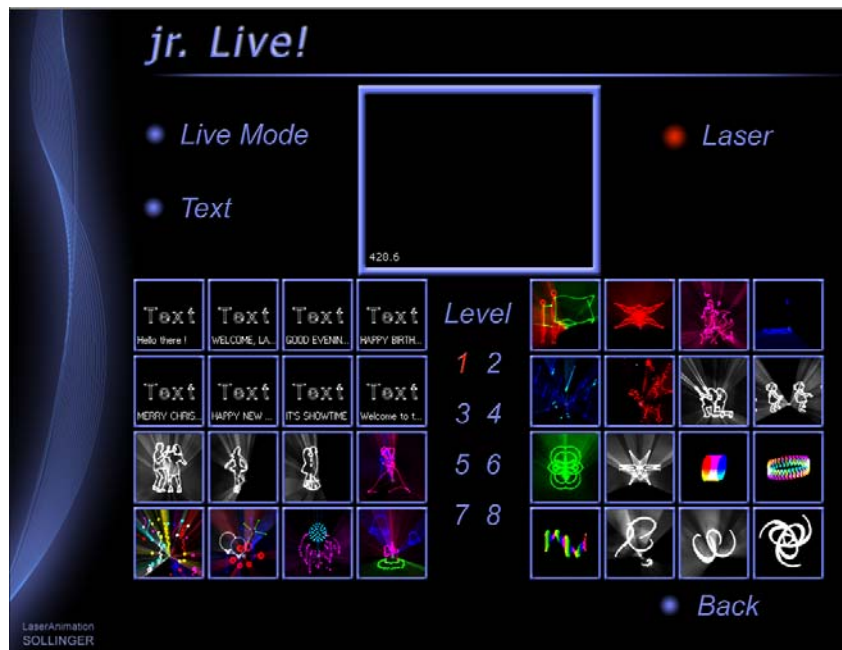 jr. Live!
Live Mode
Laser
Text
428.6
Text Text Text Text
Hello there ! WELCOME, LA... GOOD EVENIN... HAPPY BIRTH...
Level
1 2
Text Text Text Text
MERRY CHRIS... HAPPY NEW ... IT'S SHOWTIME Welcome to t...
3 4
5 6
7 8
Back
LaserAnimation
SOLLINGER